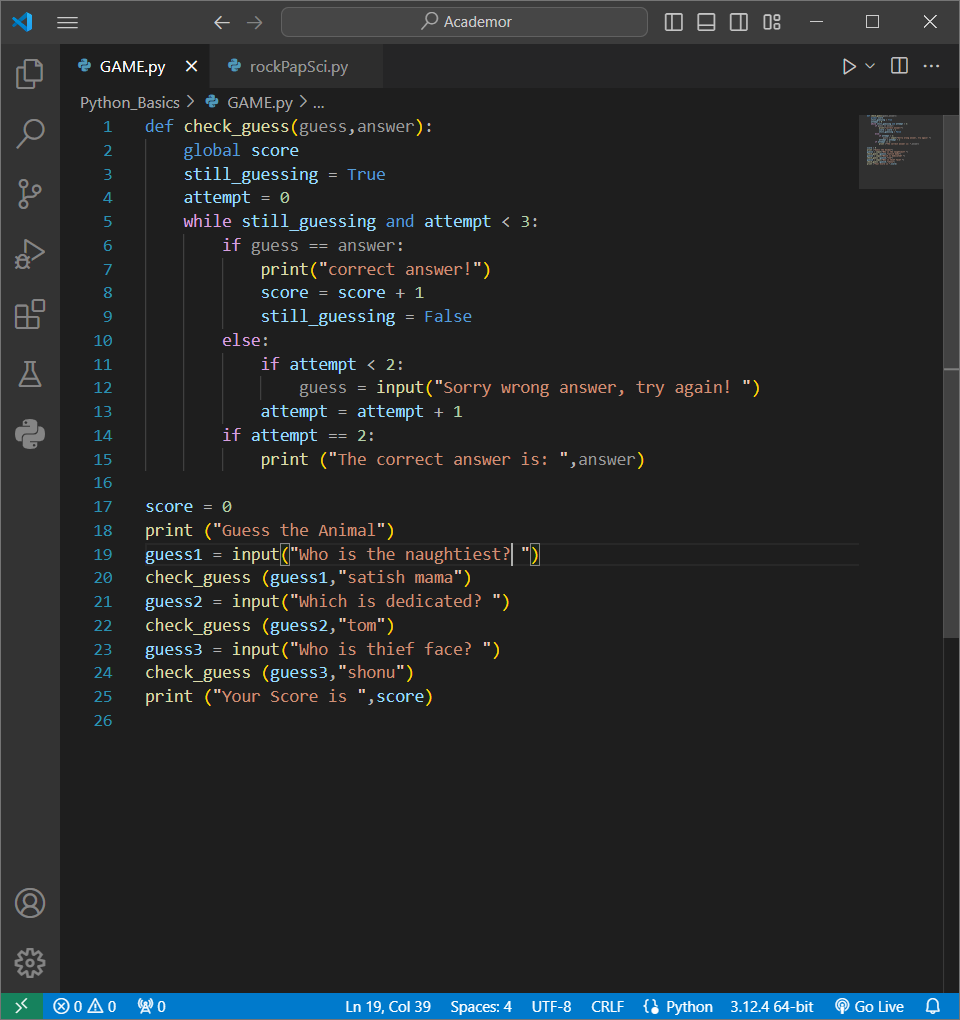 Academor
GAME.py
rockPapSci.py
Python_Basics > GAME.py > ...
1 def check_guess(guess,answer):
2     global score
3     still_guessing = True
4     attempt = 0
5     while still_guessing and attempt < 3:
6         if guess == answer:
7             print("correct answer!")
8             score = score + 1
9             still_guessing = False
10         else:
11             if attempt < 2:
12                 guess = input("Sorry wrong answer, try again! ")
13             attempt = attempt + 1
14         if attempt == 2:
15             print ("The correct answer is: ",answer)
16
17 score = 0
18 print ("Guess the Animal")
19 guess1 = input("Who is the naughtiest? ")
20 check_guess (guess1,"satish mama")
21 guess2 = input("Which is dedicated? ")
22 check_guess (guess2,"tom")
23 guess3 = input("Who is thief face? ")
24 check_guess (guess3,"shonu")
25 print ("Your Score is ",score)
26
0 0 0 Ln 19, Col 39 Spaces: 4 UTF-8 CRLF {} Python 3.12.4 64-bit Go Live